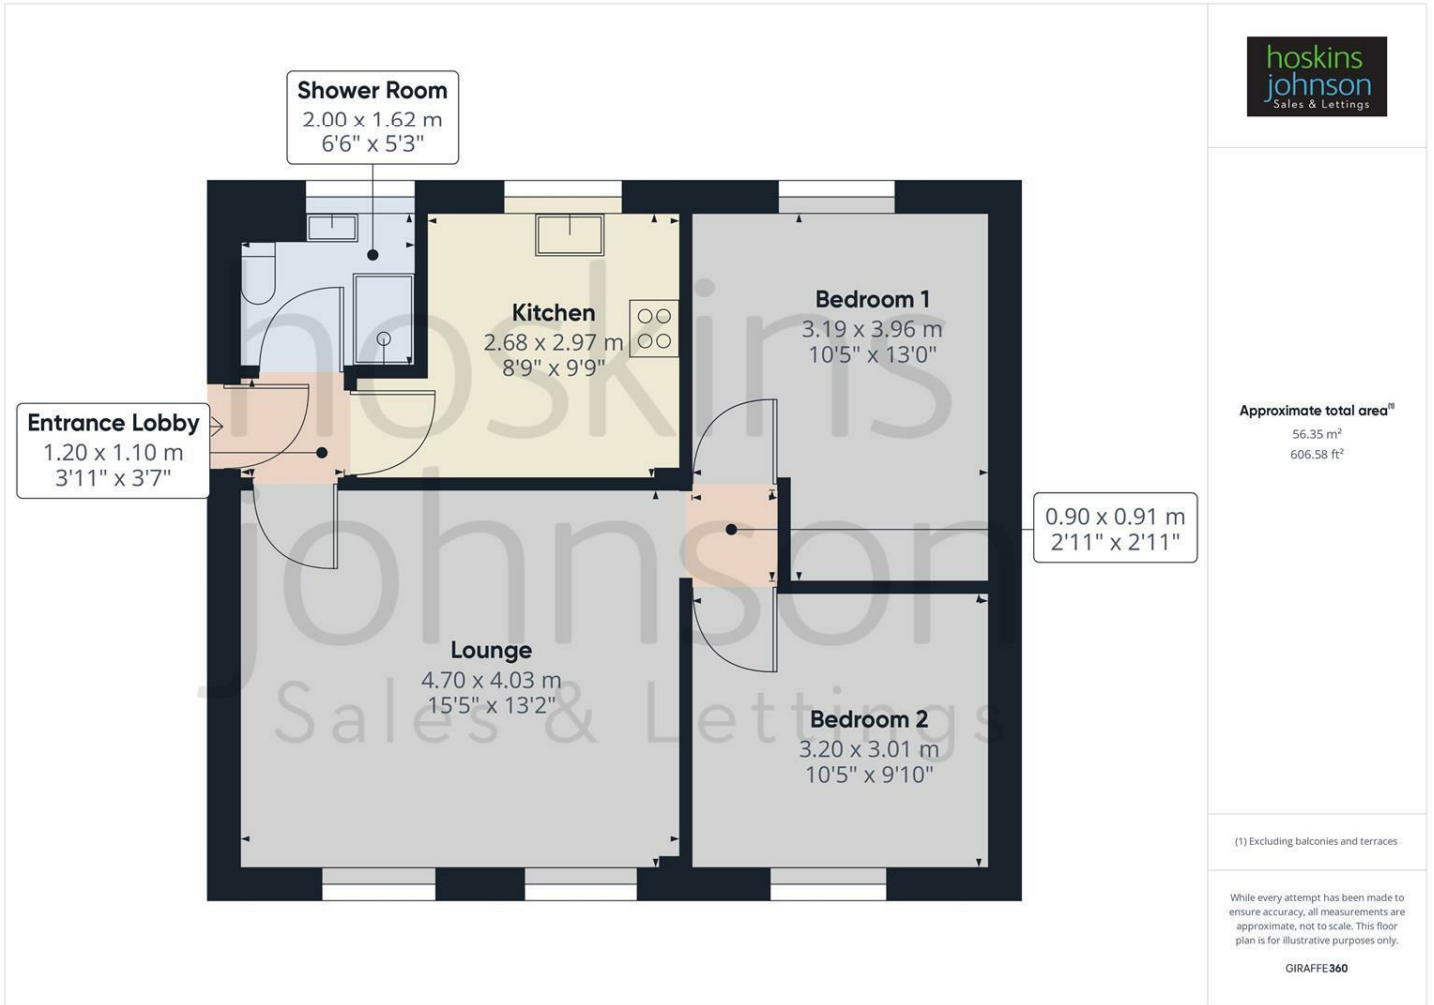 Shower Room
2.00 x 1.62 m
6'6" x 5'3"
Kitchen
2.68 x 2.97 m
8'9" x 9'9"
Bedroom 1
3.19 x 3.96 m
10'5" x 13'0"
Entrance Lobby
1.20 x 1.10 m
3'11" x 3'7"
0.90 x 0.91 m
2'11" x 2'11"
Lounge
4.70 x 4.03 m
15'5" x 13'2"
Bedroom 2
3.20 x 3.01 m
10'5" x 9'10"
hoskins
johnson
Sales & Lettings
hoskins
johnson
Sales & Lettings
Approximate total area(1)
56.35 m²
606.58 ft²
(1) Excluding balconies and terraces
While every attempt has been made to
ensure accuracy, all measurements are
approximate, not to scale. This floor
plan is for illustrative purposes only.
GIRAFFE360